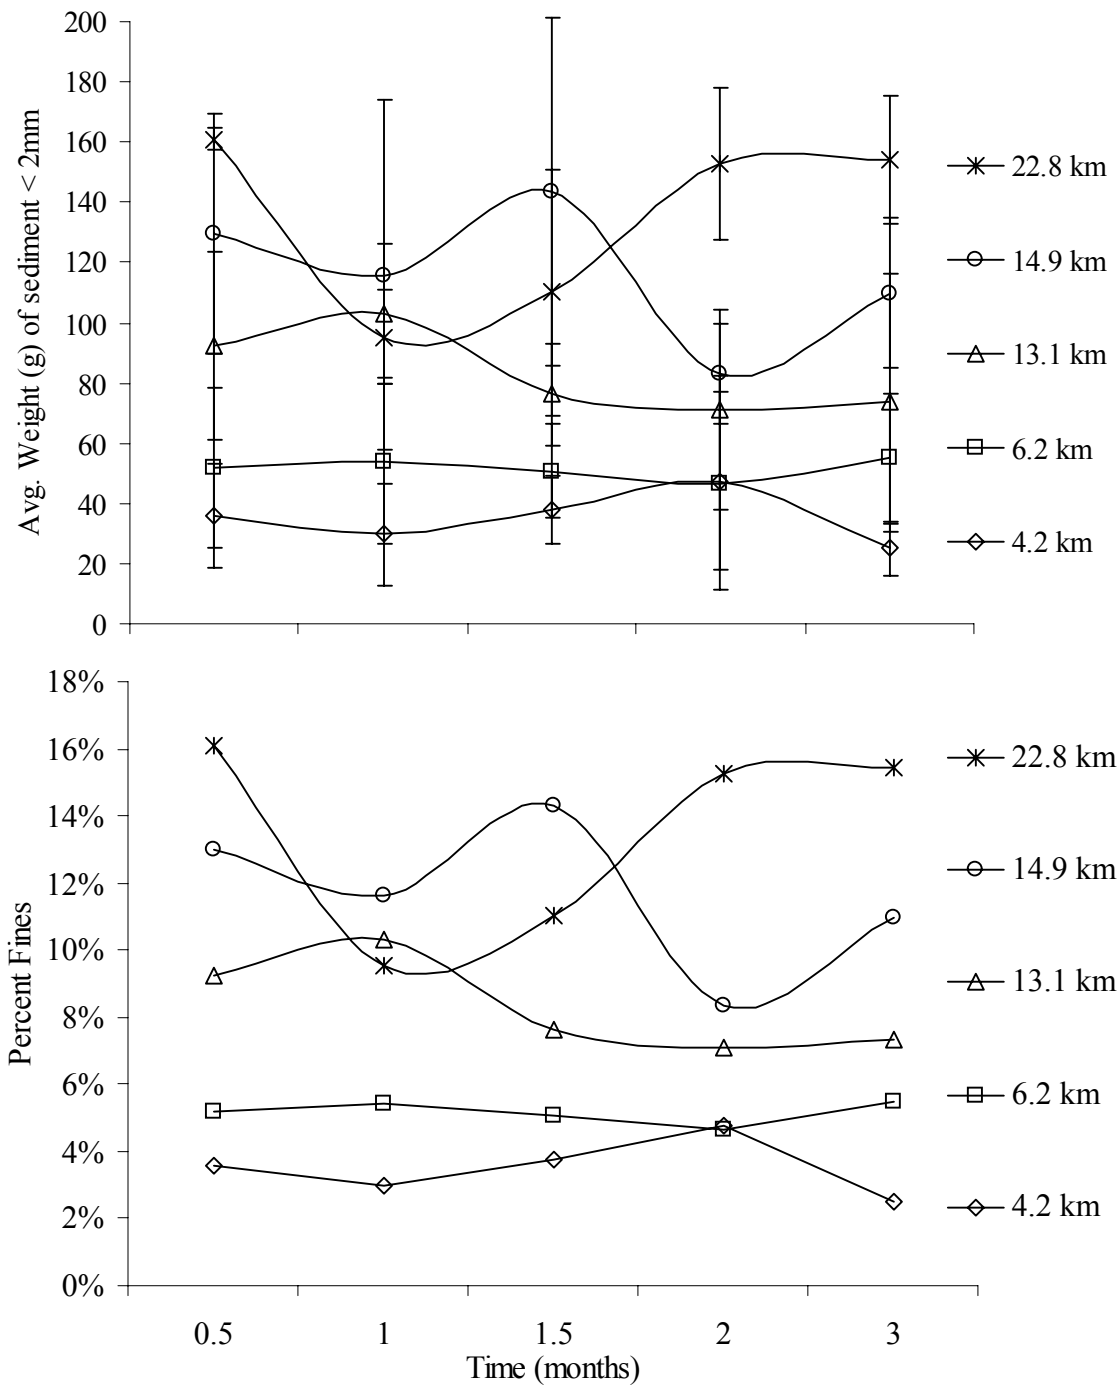 200
180
160
140
120
100
80
60
40
20
0
Avg. Weight (g) of sediment < 2mm
22.8 km
14.9 km
13.1 km
6.2 km
4.2 km
18%
16%
14%
12%
10%
8%
6%
4%
2%
0%
Percent Fines
22.8 km
14.9 km
13.1 km
6.2 km
4.2 km
0.5 1 1.5 2 3
Time (months)